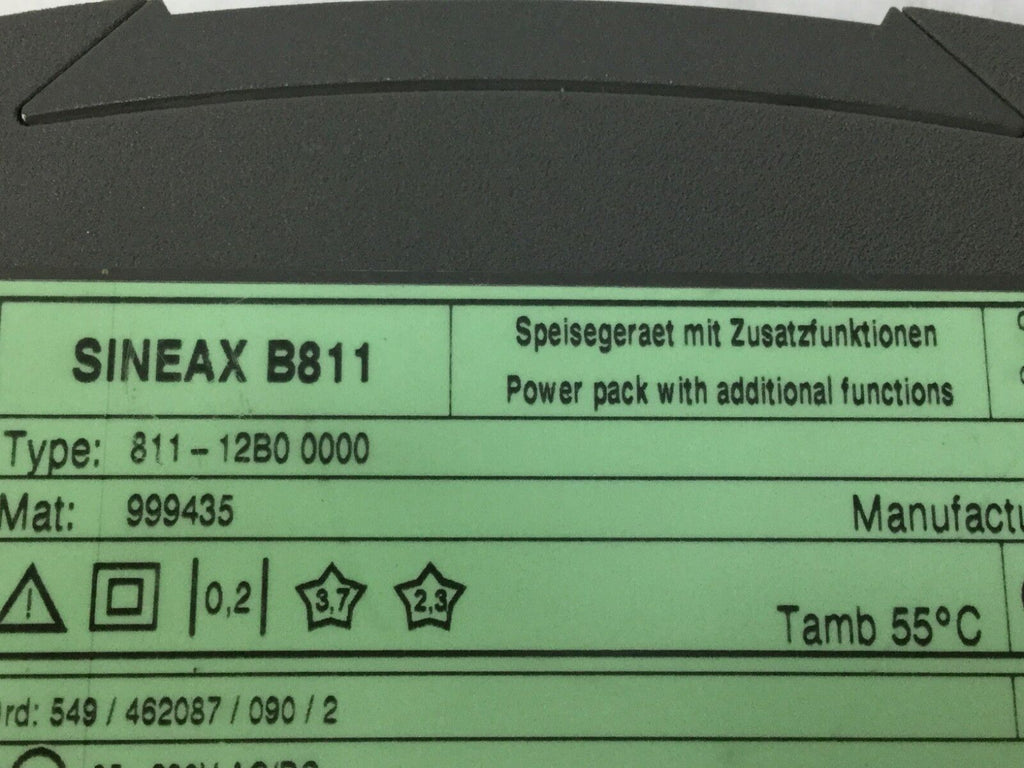 SINEAX B811
Speisegeraet mit Zusatzfunktionen
Power pack with additional functions
Type: 811 – 12B0 0000
Mat: 999435
Manufactu
0,2
3,7
2,3
Tamb 55°C
rd: 549 / 462087 / 090 / 2